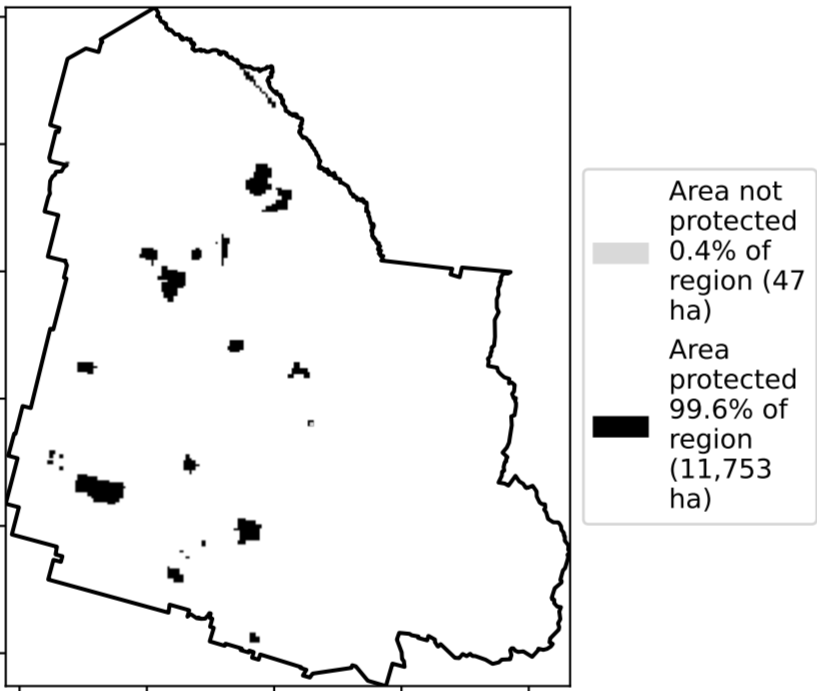 Area not
protected
0.4% of
region (47
ha)
Area
protected
99.6% of
region
(11,753
ha)